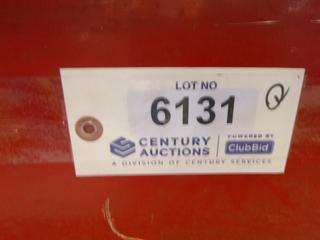 LOT NO
6131
Q
CENTURY AUCTIONS
POWERED BY
ClubBid
A DIVISION OF CENTURY SERVICES